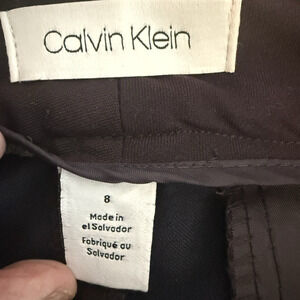 Calvin Klein
8
Made in
el Salvador
Fabriqué au
Salvador